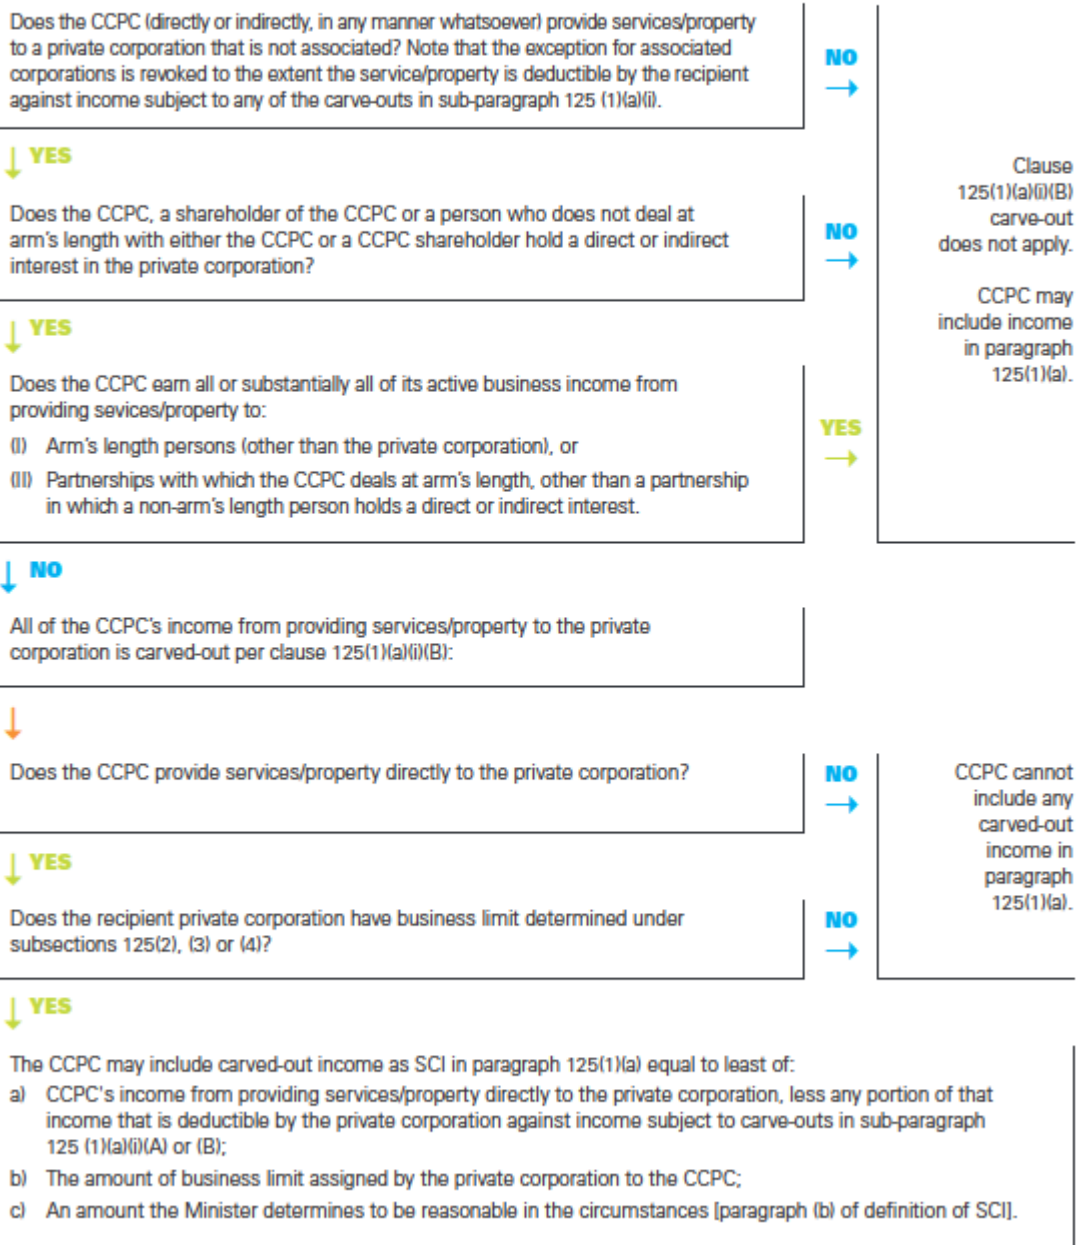 Does the CCPC (directly or indirectly, in any manner whatsoever) provide services/property
to a private corporation that is not associated? Note that the exception for associated
corporations is revoked to the extent the service/property is deductible by the recipient
against income subject to any of the carve-outs in sub-paragraph 125 (1)(a)(i).
NO
YES
Does the CCPC, a shareholder of the CCPC or a person who does not deal at
arm's length with either the CCPC or a CCPC shareholder hold a direct or indirect
interest in the private corporation?
NO
YES
Does the CCPC earn all or substantially all of its active business income from
providing sevices/property to:
(I) Arm's length persons (other than the private corporation), or
(II) Partnerships with which the CCPC deals at arm's length, other than a partnership
in which a non-arm's length person holds a direct or indirect interest.
YES
Clause
125(1)(a)(i)(B)
carve-out
does not apply.
CCPC may
include income
in paragraph
125(1)(a).
NO
All of the CCPC's income from providing services/property to the private
corporation is carved-out per clause 125(1)(a)(i)(B):
Does the CCPC provide services/property directly to the private corporation?
NO
YES
Does the recipient private corporation have business limit determined under
subsections 125(2), (3) or (4)?
NO
CCPC cannot
include any
carved-out
income in
paragraph
125(1)(a).
YES
The CCPC may include carved-out income as SCI in paragraph 125(1)(a) equal to least of:
a) CCPC's income from providing services/property directly to the private corporation, less any portion of that
income that is deductible by the private corporation against income subject to carve-outs in sub-paragraph
125 (1)(a)(i)(A) or (B);
b) The amount of business limit assigned by the private corporation to the CCPC;
c) An amount the Minister determines to be reasonable in the circumstances [paragraph (b) of definition of SCI].